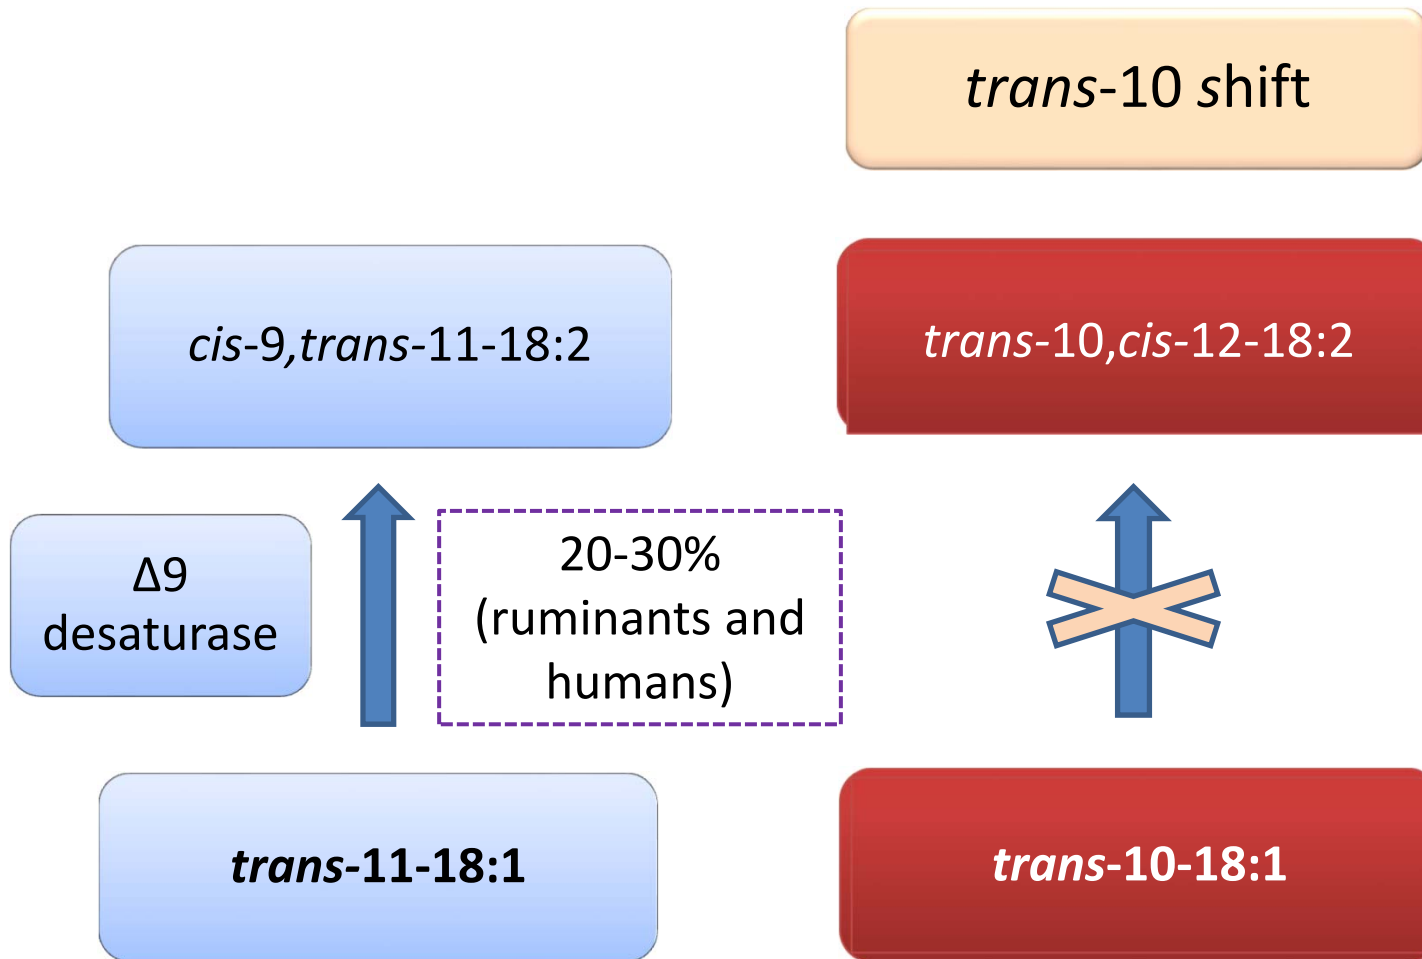 trans-10 shift
cis-9,trans-11-18:2
trans-10,cis-12-18:2
Δ9
desaturase
20-30%
(ruminants and
humans)
trans-11-18:1
trans-10-18:1